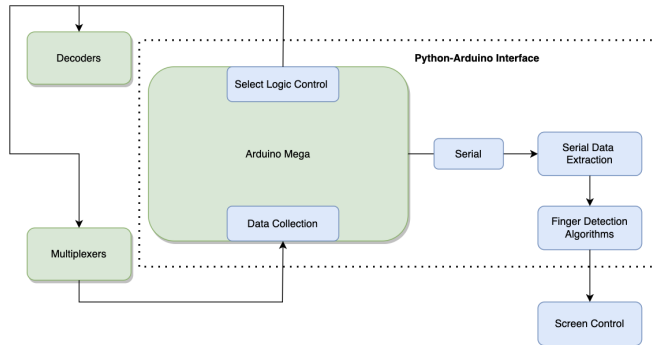 Decoders
Python-Arduino Interface
Select Logic Control
Arduino Mega
Serial
Serial Data
Extraction
Data Collection
Finger Detection
Algorithms
Multiplexers
Screen Control